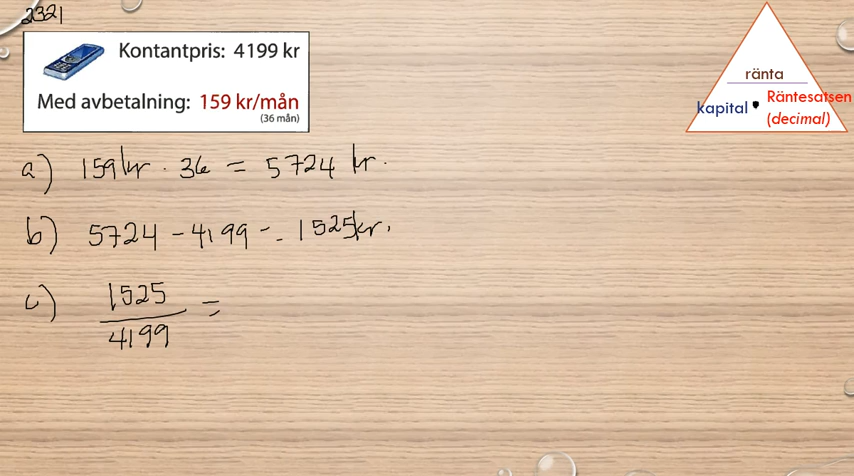 2321
Kontantpris: 4199 kr
Med avbetalning: 159 kr/mån
(36 mån)
ränta
kapital • Räntesatsen
(decimal)
a) 159 kr · 36 = 5724 kr.
b) 5724 - 4199 = 1525 kr.
c) 1525
4199 =